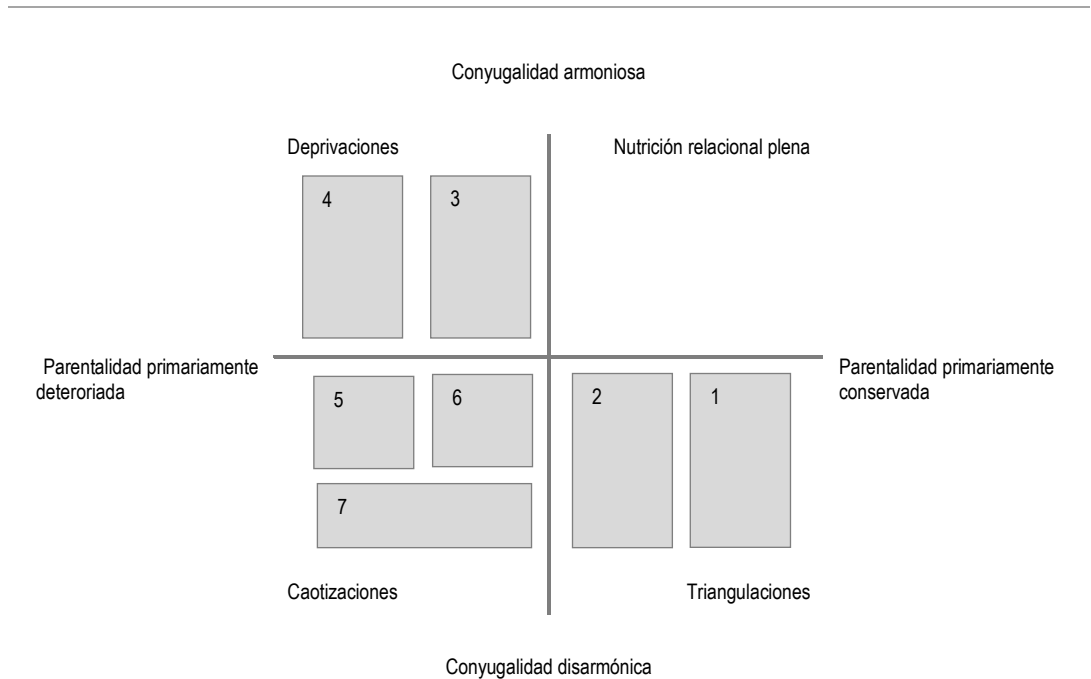 Conyugalidad armoniosa
Deprivaciones
Nutrición relacional plena
4
3
Parentalidad primariamente
deteroriada
Parentalidad primariamente
conservada
5
6
2
1
7
Caotizaciones
Triangulaciones
Conyugalidad disarmónica